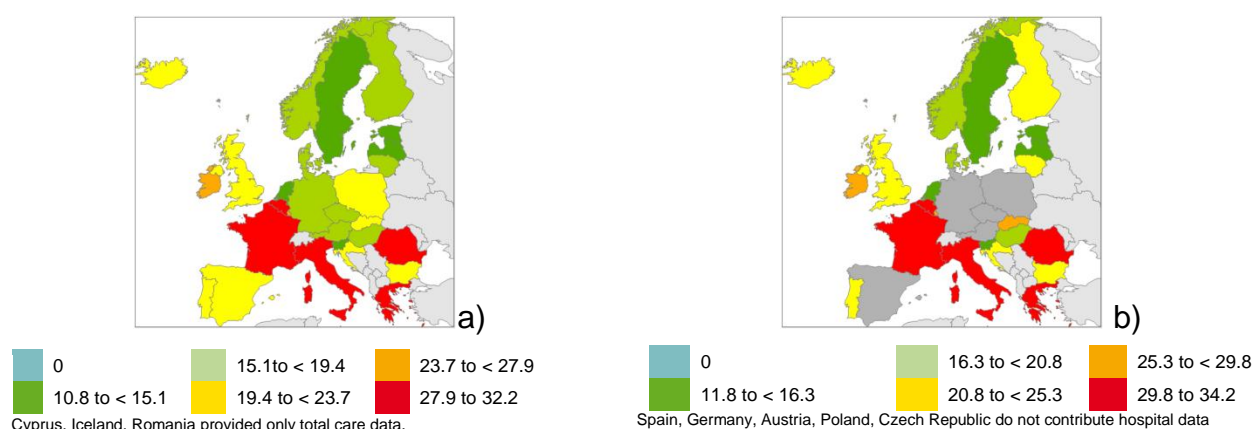 a)
b)
0
15.1to < 19.4
23.7 to < 27.9
10.8 to < 15.1
19.4 to < 23.7
27.9 to 32.2
Cyprus, Iceland, Romania provided only total care data.
0
16.3 to < 20.8
25.3 to < 29.8
11.8 to < 16.3
20.8 to < 25.3
29.8 to 34.2
Spain, Germany, Austria, Poland, Czech Republic do not contribute hospital data